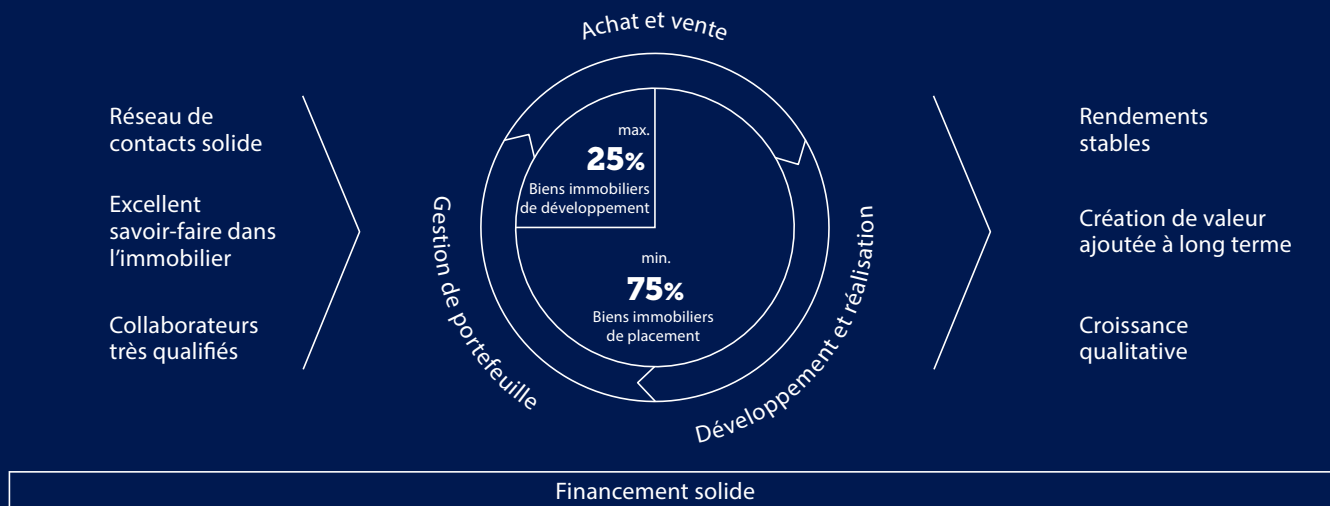 Achat et vente
Réseau de
contacts solide
Excellent
savoir-faire dans
l’immobilier
Collaborateurs
très qualifiés
Gestion de portefeuille
max.
25%
Biens immobiliers
de développement
min.
75%
Biens immobiliers
de placement
Développement et réalisation
Rendements
stables
Création de valeur
ajoutée à long terme
Croissance
qualitative
Financement solide